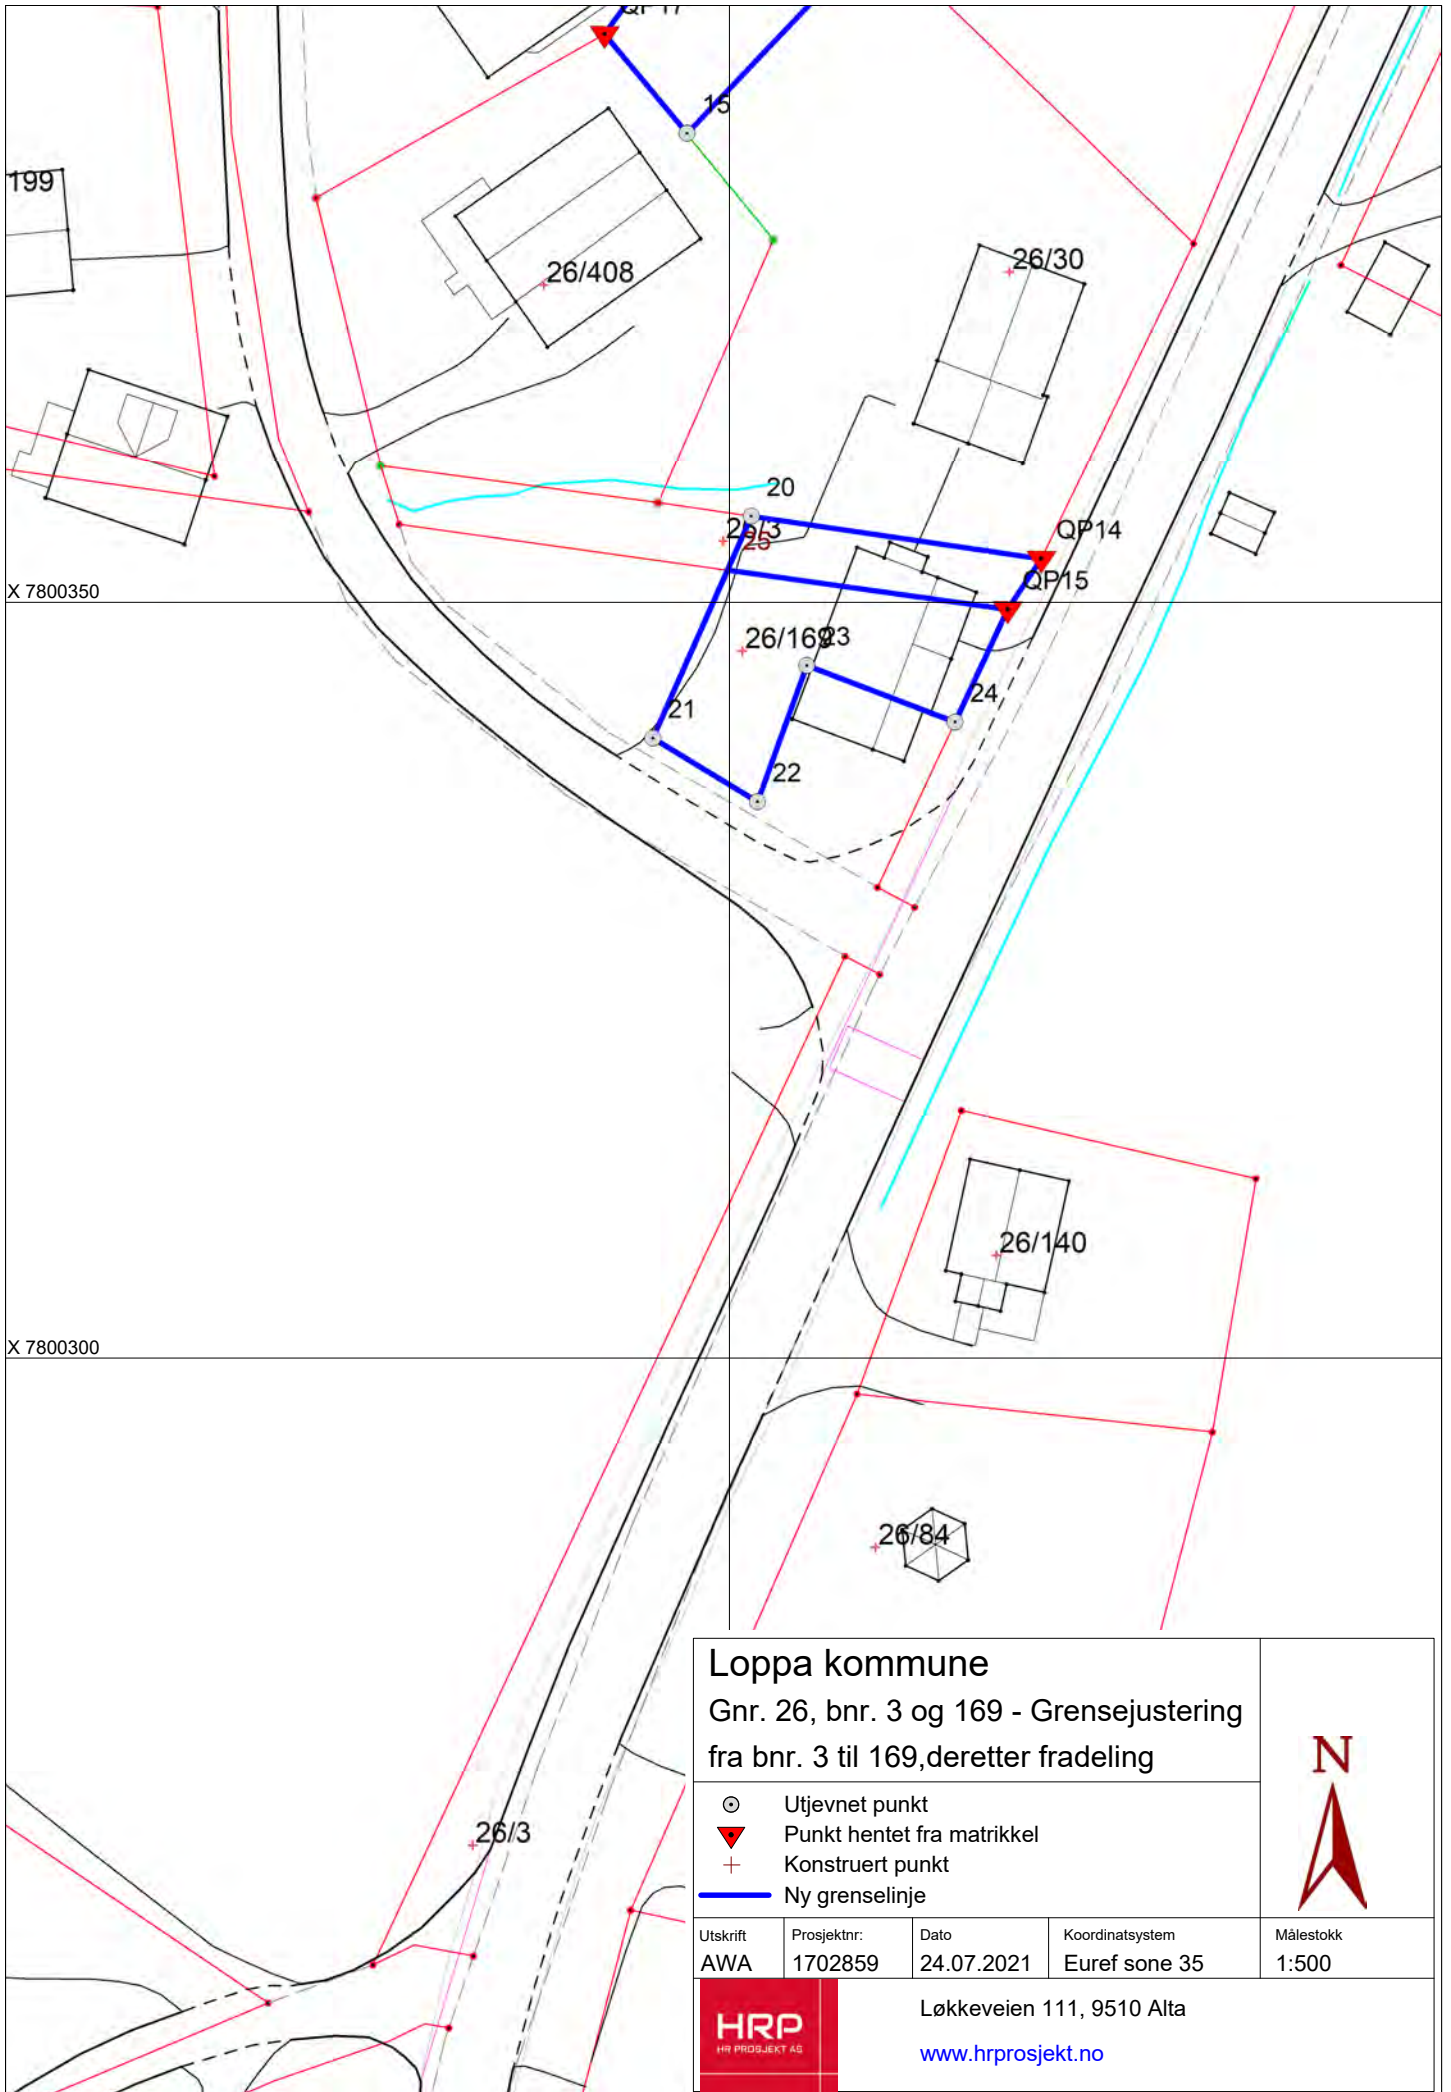 QP17
15
199
26/408
26/30
20
26/3
25
QP14
QP15
X 7800350
26/169
23
21
24
22
26/140
X 7800300
26/84
26/3
Loppa kommune
Gnr. 26, bnr. 3 og 169 - Grensejustering
fra bnr. 3 til 169,deretter fradeling
N
Utjevnet punkt
Punkt hentet fra matrikkel
Konstruert punkt
Ny grenselinje
Utskrift
AWA
Prosjektnr:
1702859
Dato
24.07.2021
Koordinatsystem
Euref sone 35
Målestokk
1:500
HRP
HR PROSJEKT AS
Løkkeveien 111, 9510 Alta
www.hrprosjekt.no